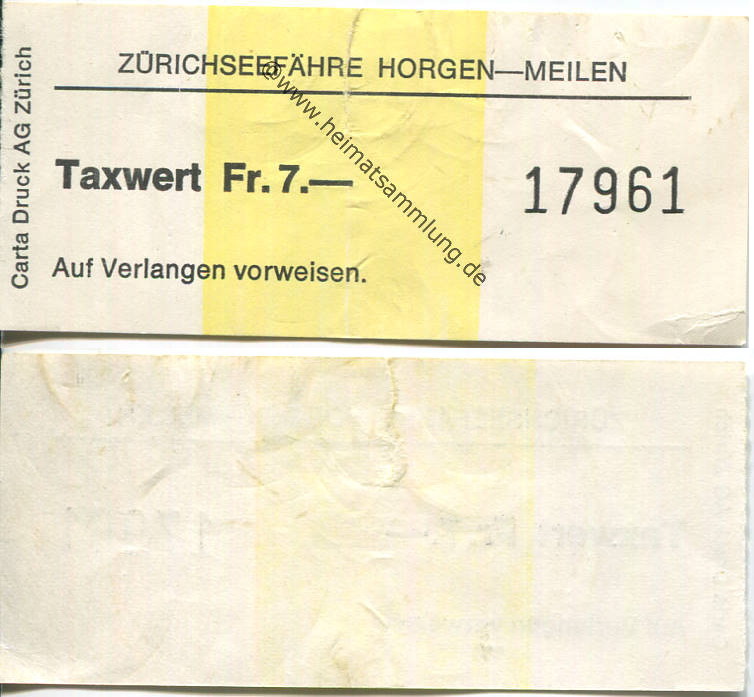 ZÜRICHSEEFÄHRE HORGEN—MEILEN
Taxwert Fr. 7.—
17961
Auf Verlangen vorweisen.
Carta Druck AG Zürich
@www.heimatsammlung.de